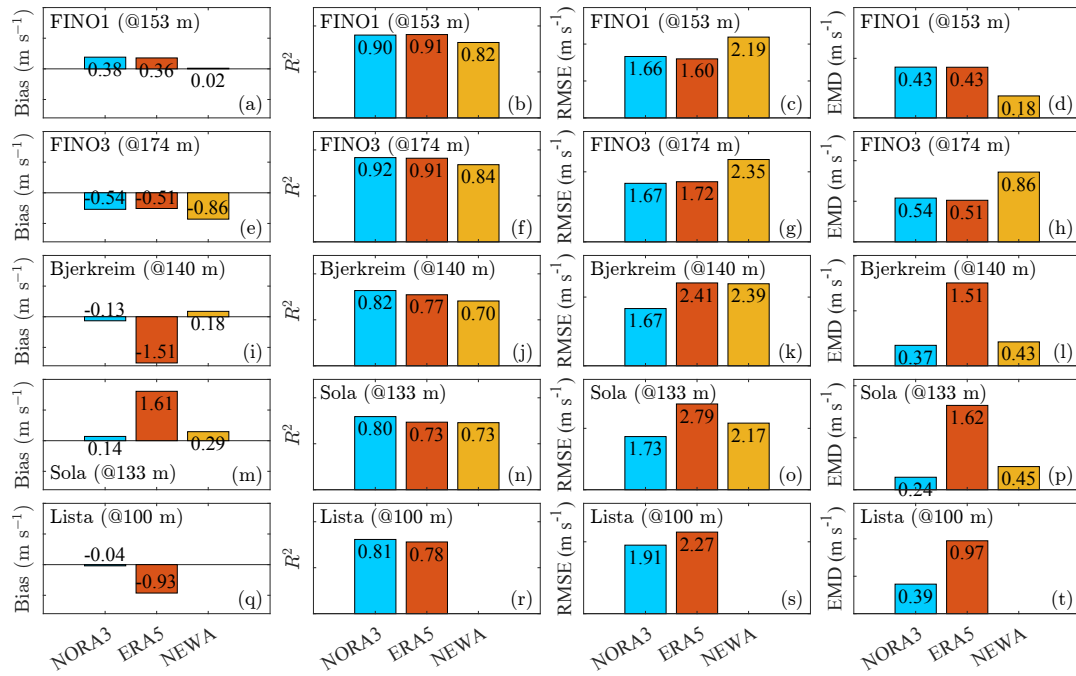 FINO1 (@153 m)
Bias (m s⁻¹)
0.38
0.36
0.02
(a)
FINO1 (@153 m)
R²
0.90
0.91
0.82
(b)
FINO1 (@153 m)
RMSE (m s⁻¹)
1.66
1.60
2.19
(c)
FINO1 (@153 m)
EMD (m s⁻¹)
0.43
0.43
0.18
(d)
FINO3 (@174 m)
Bias (m s⁻¹)
-0.54
-0.51
-0.86
(e)
FINO3 (@174 m)
R²
0.92
0.91
0.84
(f)
FINO3 (@174 m)
RMSE (m s⁻¹)
1.67
1.72
2.35
(g)
FINO3 (@174 m)
EMD (m s⁻¹)
0.54
0.51
0.86
(h)
Bjerkreim (@140 m)
Bias (m s⁻¹)
-0.13
-1.51
0.18
(i)
Bjerkreim (@140 m)
R²
0.82
0.77
0.70
(j)
Bjerkreim (@140 m)
RMSE (m s⁻¹)
1.67
2.41
2.39
(k)
Bjerkreim (@140 m)
EMD (m s⁻¹)
0.37
1.51
0.43
(l)
Bias (m s⁻¹)
0.14
1.61
0.29
Sola (@133 m)
(m)
Sola (@133 m)
R²
0.80
0.73
0.73
(n)
Sola (@133 m)
RMSE (m s⁻¹)
1.73
2.79
2.17
(o)
Sola (@133 m)
EMD (m s⁻¹)
0.24
1.62
0.45
(p)
Lista (@100 m)
Bias (m s⁻¹)
-0.04
-0.93
(q)
Lista (@100 m)
R²
0.81
0.78
(r)
Lista (@100 m)
RMSE (m s⁻¹)
1.91
2.27
(s)
Lista (@100 m)
EMD (m s⁻¹)
0.39
0.97
(t)
NORA3
ERA5
NEWA
NORA3
ERA5
NEWA
NORA3
ERA5
NEWA
NORA3
ERA5
NEWA